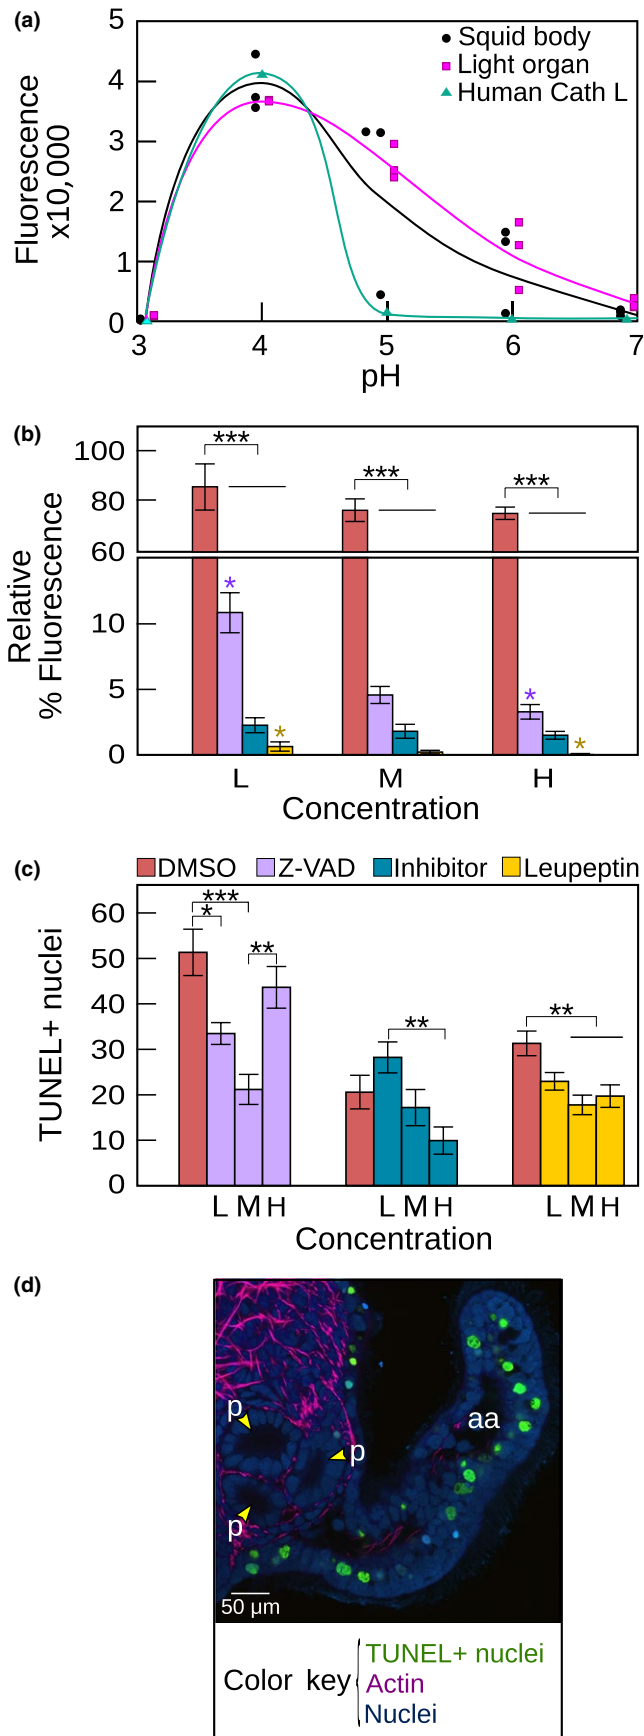 (a)
5
4
3
2
1
0
Fluorescence
x10,000
Squid body
Light organ
Human Cath L
3 4 5 6 7
pH
(b)
100
80
60
10
5
0
Relative
% Fluorescence
*** *** ***
* * * *
L M H
Concentration
(c)
DMSO Z-VAD Inhibitor Leupeptin
60
50
40
30
20
10
0
TUNEL+ nuclei
***
* ** ** **
L M H L M H L M H
Concentration
(d)
p
aa
p
p
50 µm
Color key
TUNEL+ nuclei
Actin
Nuclei